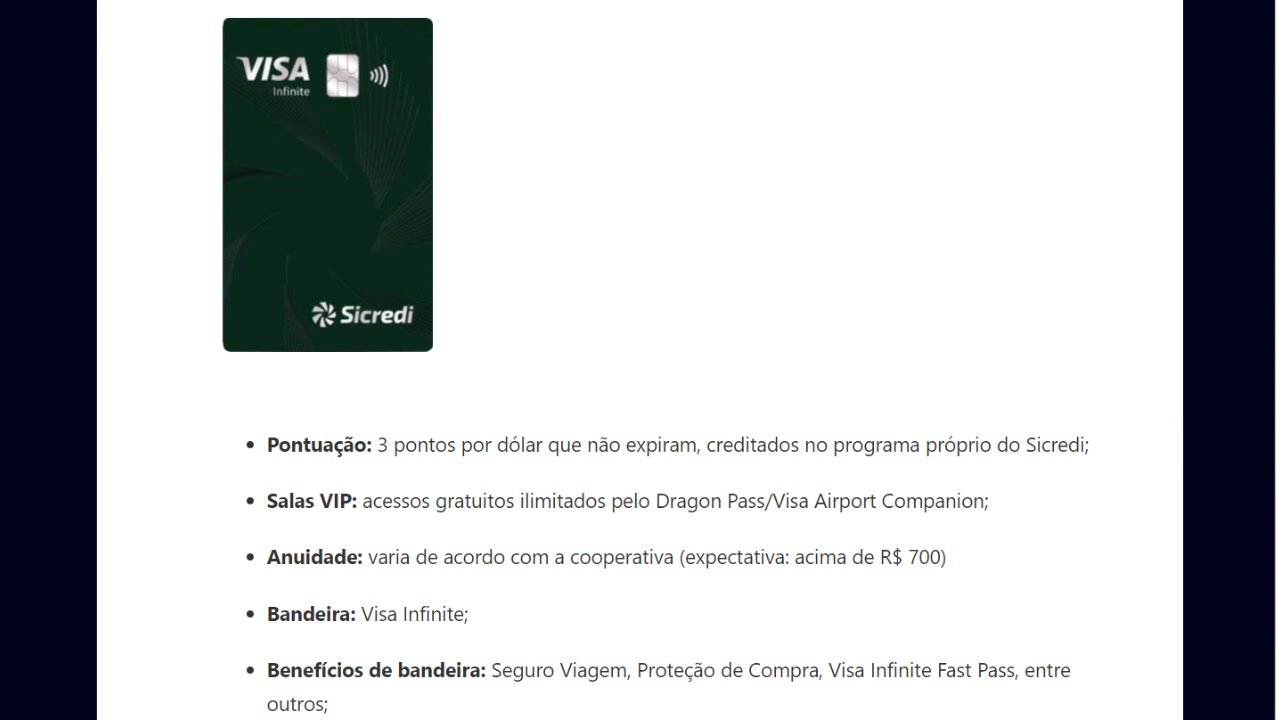 VISA
Infinite
Sicredi
• Pontuação: 3 pontos por dólar que não expiram, creditados no programa próprio do Sicredi;
• Salas VIP: acessos gratuitos ilimitados pelo Dragon Pass/Visa Airport Companion;
• Anuidade: varia de acordo com a cooperativa (expectativa: acima de R$ 700)
• Bandeira: Visa Infinite;
• Benefícios de bandeira: Seguro Viagem, Proteção de Compra, Visa Infinite Fast Pass, entre
outros;